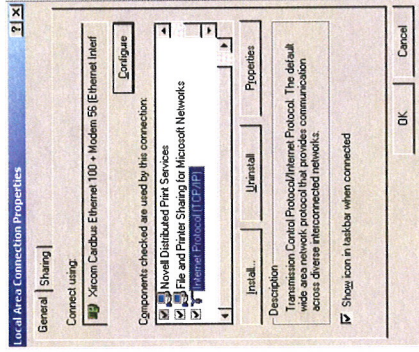 Local Area Connection Properties
? X
General Sharing
Connect using:
Xircom Cardbus Ethernet 100 + Modem 56 (Ethernet Interf
Configure
Components checked are used by this connection:
Novell Distributed Print Services
File and Printer Sharing for Microsoft Networks
Internet Protocol (TCP/IP)
Install... Uninstall Properties
Description
Transmission Control Protocol/Internet Protocol. The default
wide area network protocol that provides communication
across diverse interconnected networks.
Show icon in taskbar when connected
OK Cancel